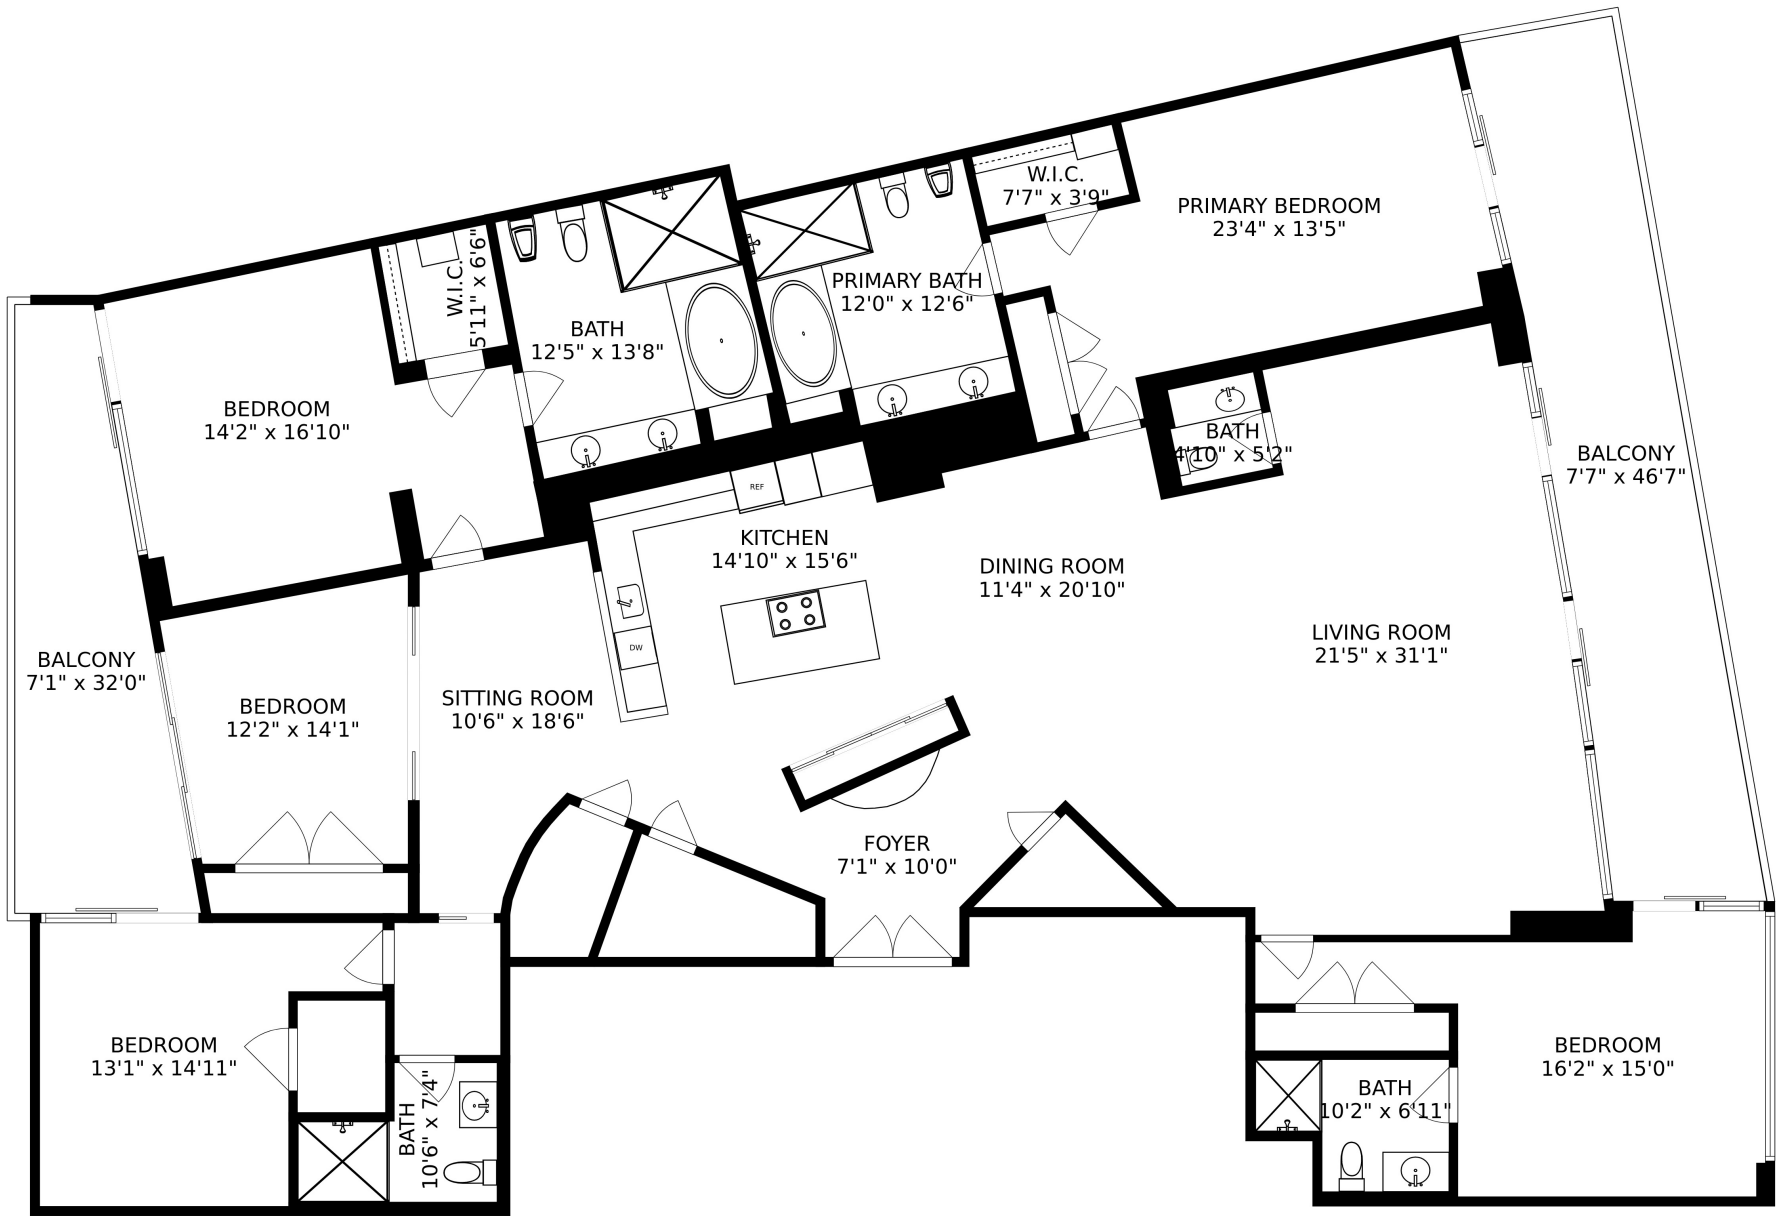 W.I.C.
7'7" x 3'9"
PRIMARY BEDROOM
23'4" x 13'5"
W.I.C.
5'11" x 6'6"
PRIMARY BATH
12'0" x 12'6"
BATH
12'5" x 13'8"
BEDROOM
14'2" x 16'10"
BATH
4'10" x 5'2"
BALCONY
7'7" x 46'7"
REF
KITCHEN
14'10" x 15'6"
DINING ROOM
11'4" x 20'10"
LIVING ROOM
21'5" x 31'1"
DW
BALCONY
7'1" x 32'0"
BEDROOM
12'2" x 14'1"
SITTING ROOM
10'6" x 18'6"
FOYER
7'1" x 10'0"
BEDROOM
13'1" x 14'11"
BATH
10'6" x 7'4"
BATH
10'2" x 6'11"
BEDROOM
16'2" x 15'0"